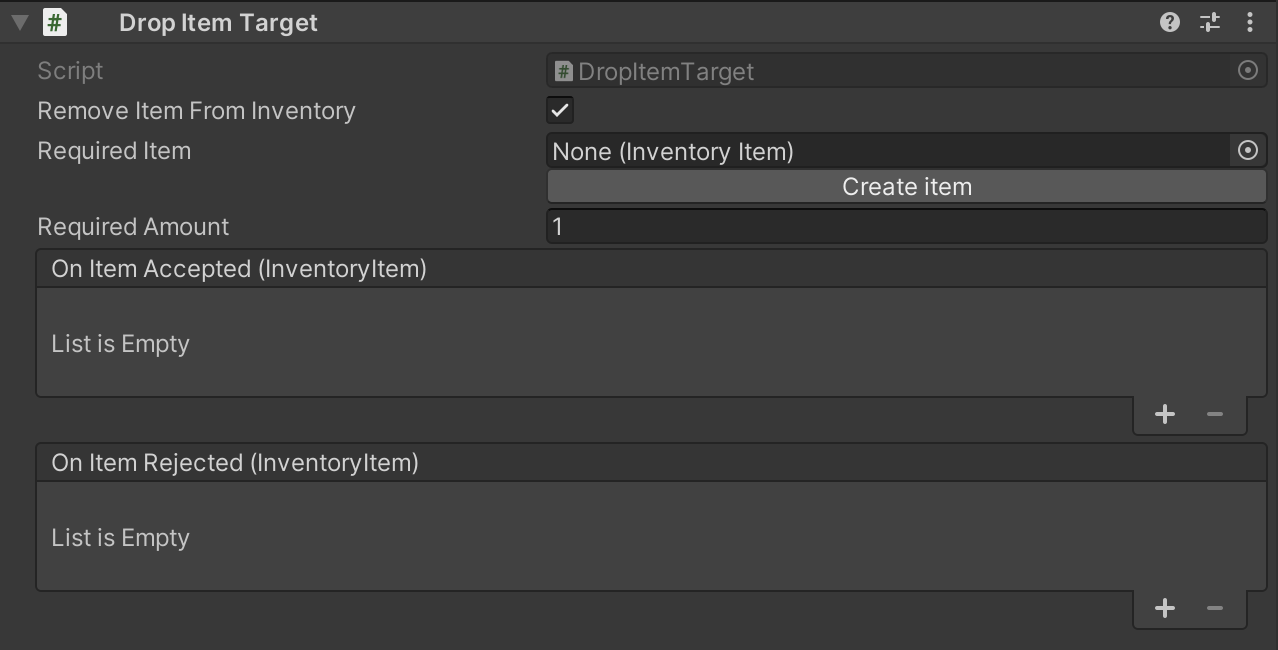 Drop Item Target
Script
DropItemTarget
Remove Item From Inventory
Required Item
None (Inventory Item)
Create item
Required Amount
1
On Item Accepted (InventoryItem)
List is Empty
On Item Rejected (InventoryItem)
List is Empty